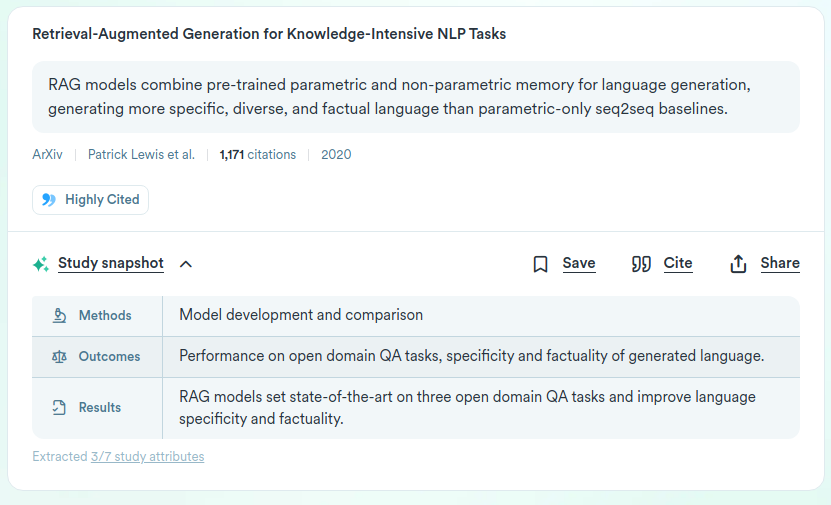 Retrieval-Augmented Generation for Knowledge-Intensive NLP Tasks
RAG models combine pre-trained parametric and non-parametric memory for language generation,
generating more specific, diverse, and factual language than parametric-only seq2seq baselines.
ArXiv Patrick Lewis et al. 1,171 citations 2020
Highly Cited
Study snapshot Save Cite Share
Methods Model development and comparison
Outcomes Performance on open domain QA tasks, specificity and factuality of generated language.
Results RAG models set state-of-the-art on three open domain QA tasks and improve language
specificity and factuality.
Extracted 3/7 study attributes